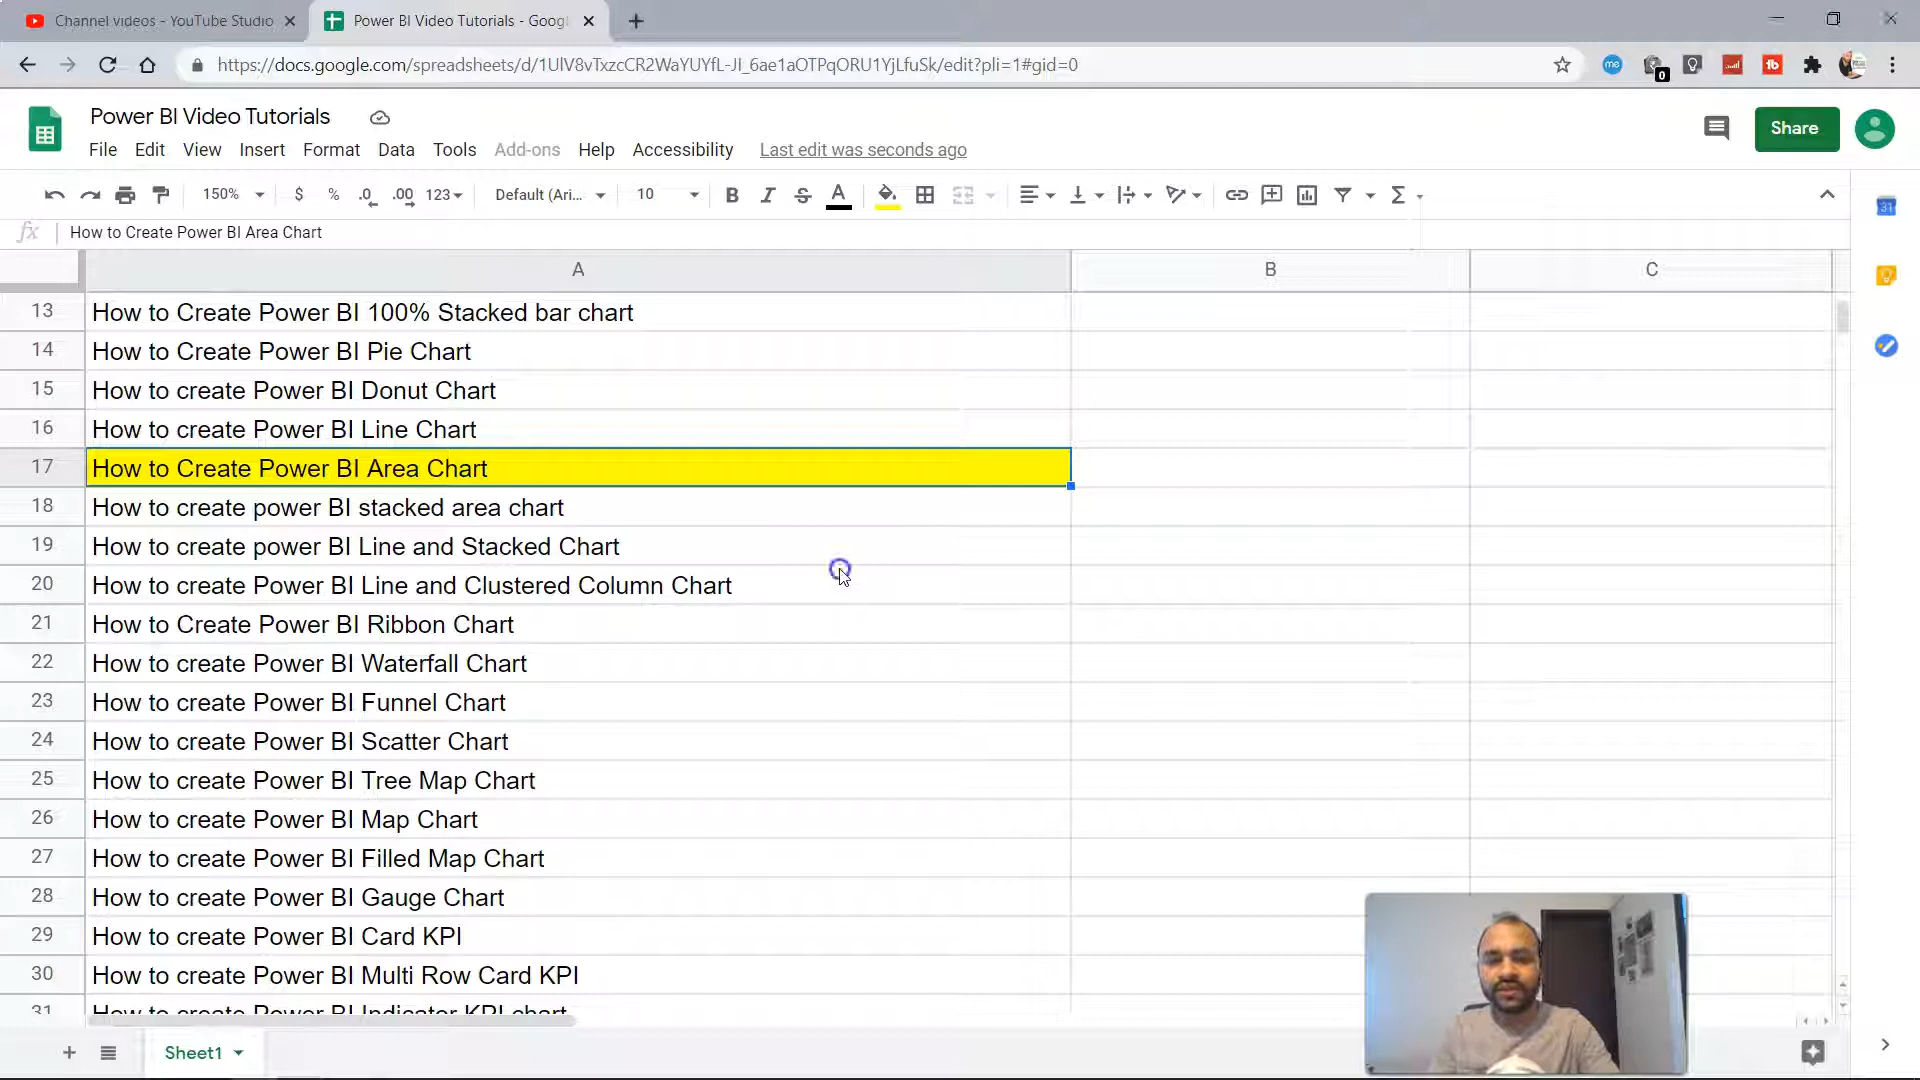 Channel videos - YouTube Studio
Power BI Video Tutorials - Goog
https://docs.google.com/spreadsheets/d/1UlV8vTxzcCR2WaYUYfL-JI_6ae1aOTPqORU1YjLfuSk/edit?pli=1#gid=0
me
0
tb
Power BI Video Tutorials
File Edit View Insert Format Data Tools Add-ons Help Accessibility Last edit was seconds ago
Share
150% $ % .0 .00 123 Default (Ari... 10 B I S A Σ
31
fx How to Create Power BI Area Chart
A B C
13 How to Create Power BI 100% Stacked bar chart
14 How to Create Power BI Pie Chart
15 How to create Power BI Donut Chart
16 How to create Power BI Line Chart
17 How to Create Power BI Area Chart
18 How to create power BI stacked area chart
19 How to create power BI Line and Stacked Chart
20 How to create Power BI Line and Clustered Column Chart
21 How to Create Power BI Ribbon Chart
22 How to create Power BI Waterfall Chart
23 How to create Power BI Funnel Chart
24 How to create Power BI Scatter Chart
25 How to create Power BI Tree Map Chart
26 How to create Power BI Map Chart
27 How to create Power BI Filled Map Chart
28 How to create Power BI Gauge Chart
29 How to create Power BI Card KPI
30 How to create Power BI Multi Row Card KPI
31 How to create Power BI Indicator KPI chart
Sheet1